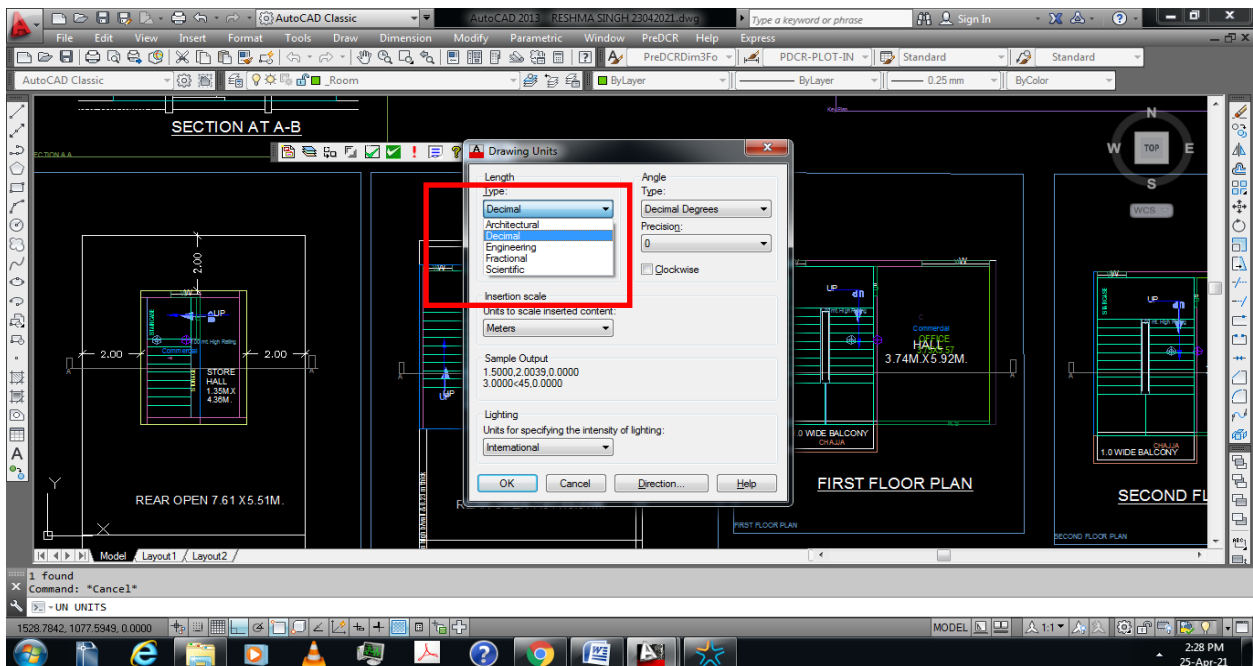 AutoCAD Classic
AutoCAD 2013 RESHMA SINGH 23042021.dwg
Type a keyword or phrase
Sign In
File Edit View Insert Format Tools Draw Dimension Modify Parametric Window PreDCR Help Express
PreDCRDim3Fo
PDCR-PLOT-IN
Standard
Standard
AutoCAD Classic
_Room
ByLayer
ByLayer
0.25 mm
ByColor
SECTION AT A-B
Drawing Units
Length
Type:
Decimal
Architectural
Decimal
Engineering
Fractional
Scientific
Angle
Type:
Decimal Degrees
Precision:
0
Clockwise
Insertion scale
Units to scale inserted content:
Meters
Sample Output
1.5000,2.0039,0.0000
3.0000<45,0.0000
Lighting
Units for specifying the intensity of lighting:
International
OK Cancel Direction... Help
N
W TOP E
S
WCS
2.00
W
UP
2.00
2.00
STORE
HALL
1.35M.X
4.36M.
REAR OPEN 7.61 X5.51M.
W
UP
W
UP
dn
Commercial
HALL
3.74M.X5.92M.
1.0 WIDE BALCONY
CHAJJA
FIRST FLOOR PLAN
FIRST FLOOR PLAN
W
UP
dn
CHAJJA
1.0 WIDE BALCONY
SECOND FL
SECOND FLOOR PLAN
Y
X
Model Layout1 Layout2
1 found
Command: *Cancel*
UN UNITS
1528.7842, 1077.5949, 0.0000
MODEL
1:1
2:28 PM
25-Apr-21